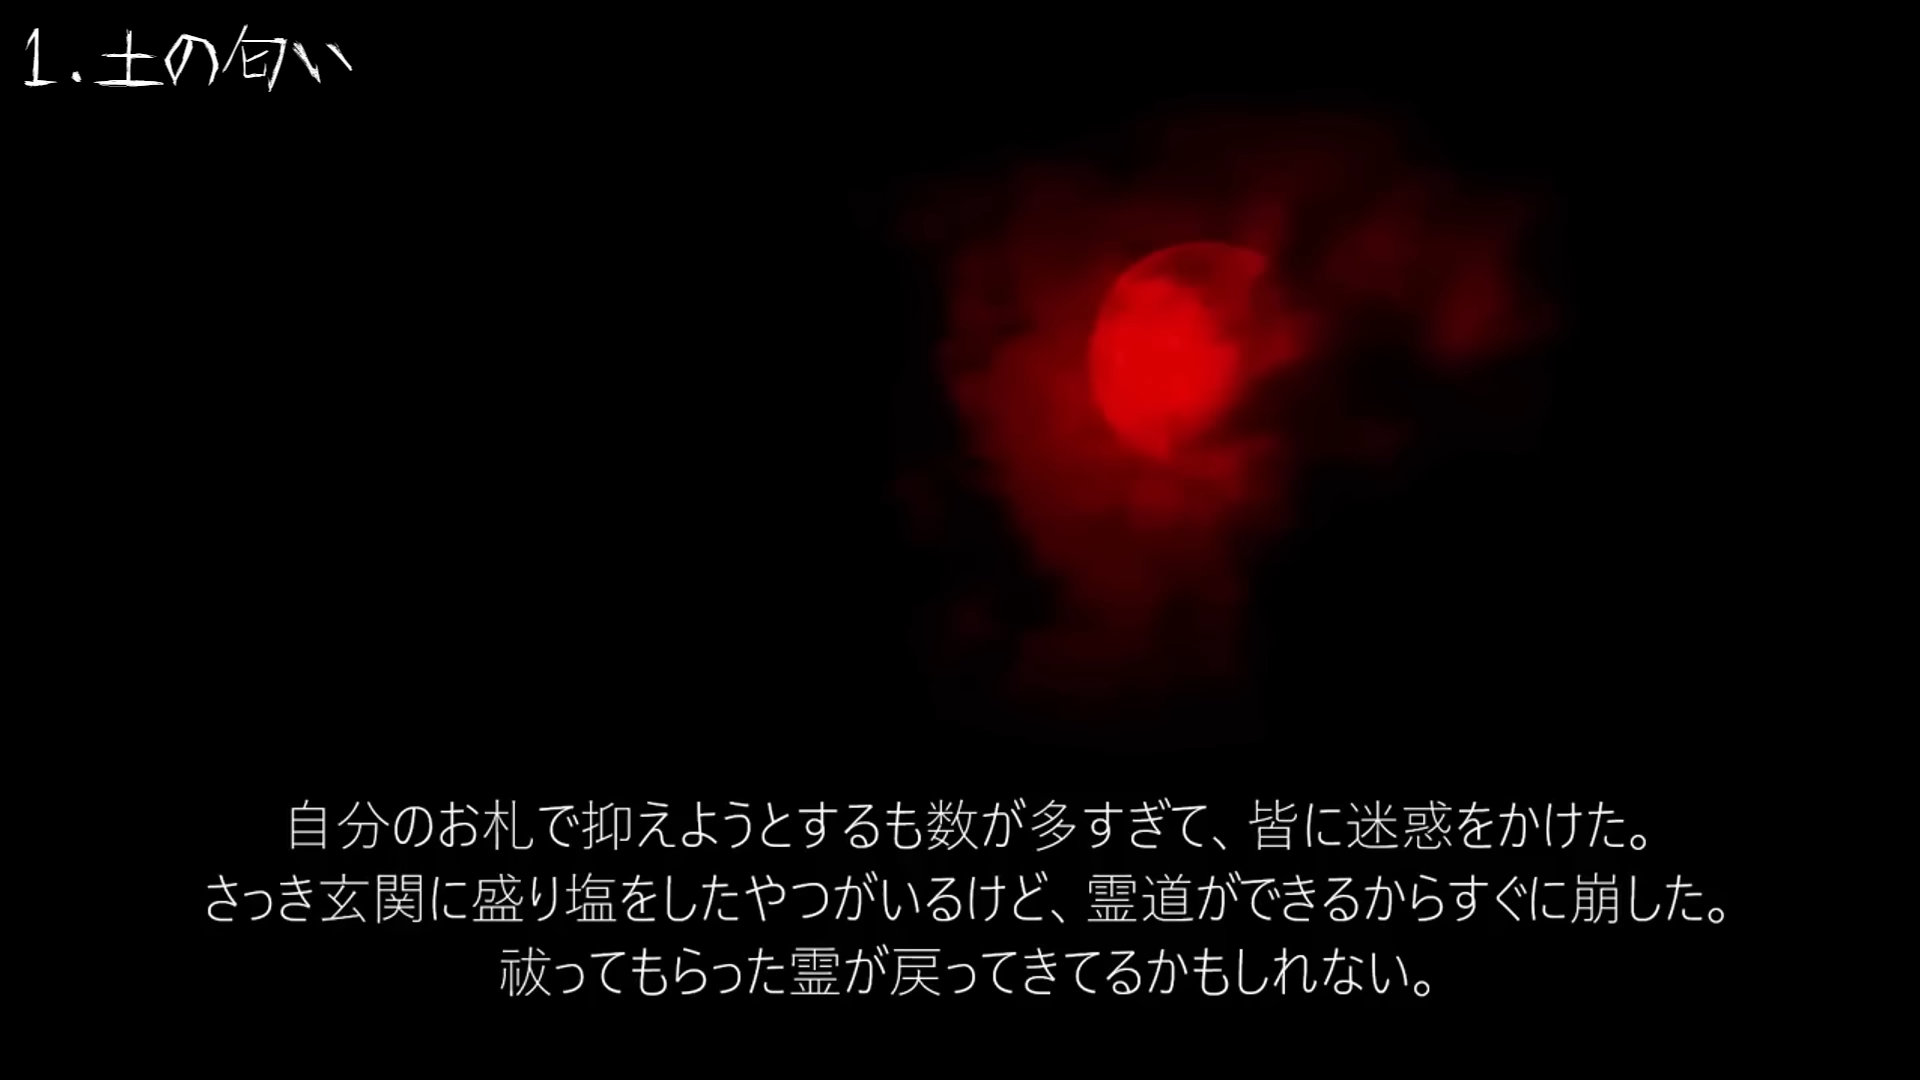 1.土の匂い
自分のお札で抑えようとするも数が多すぎて、皆に迷惑をかけた。
さっき玄関に盛り塩をしたやつがいるけど、霊道ができるからすぐに崩した。
祓ってもらった霊が戻ってきてるかもしれない。